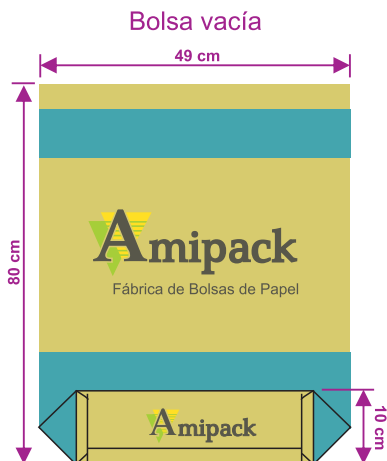 Bolsa vacía
49 cm
80 cm
Amipack
Fábrica de Bolsas de Papel
Amipack
10 cm